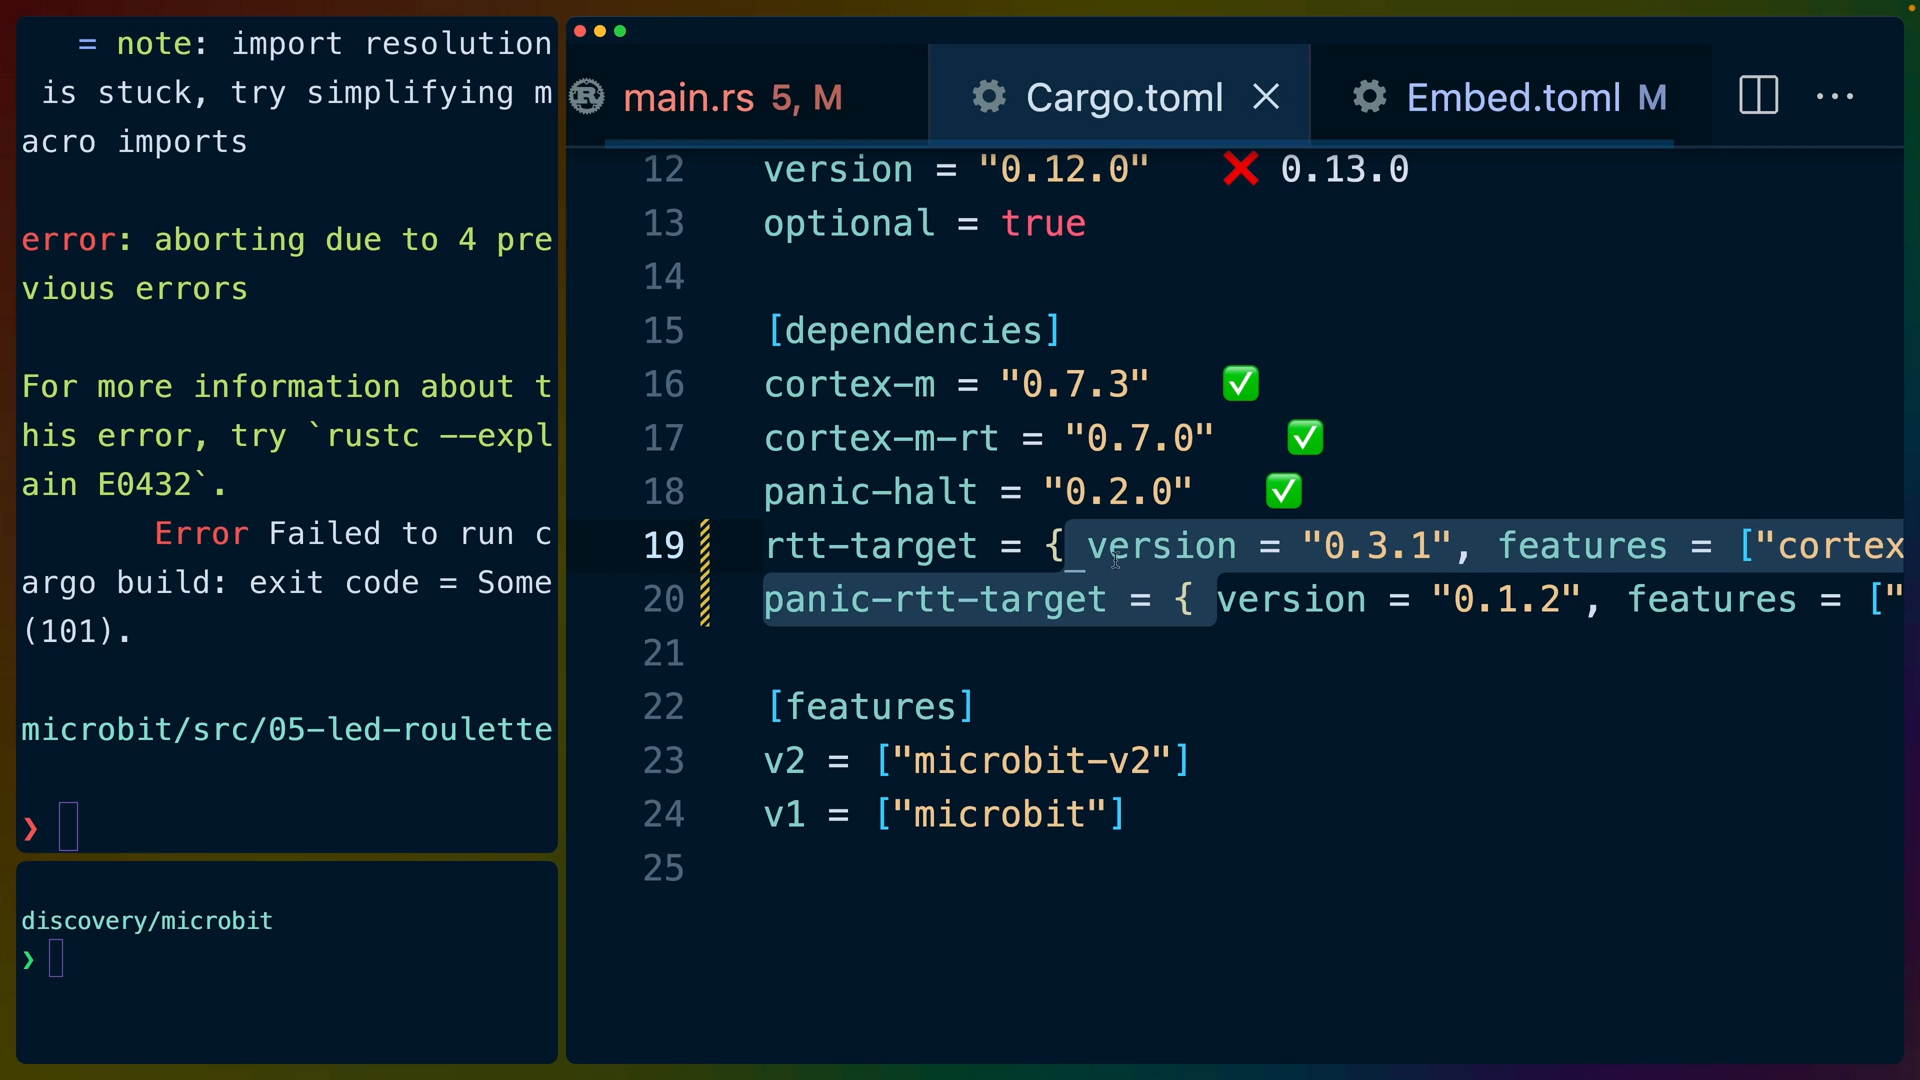 = note: import resolution
is stuck, try simplifying m
acro imports
error: aborting due to 4 pre
vious errors
For more information about t
his error, try `rustc --expl
ain E0432`.
Error Failed to run c
argo build: exit code = Some
(101).
microbit/src/05-led-roulette
❯
discovery/microbit
❯
main.rs 5, M
Cargo.toml
Embed.toml M
12 version = "0.12.0" ❌ 0.13.0
13 optional = true
14
15 [dependencies]
16 cortex-m = "0.7.3" ✅
17 cortex-m-rt = "0.7.0" ✅
18 panic-halt = "0.2.0" ✅
19 rtt-target = { version = "0.3.1", features = ["cortex
20 panic-rtt-target = { version = "0.1.2", features = ["
21
22 [features]
23 v2 = ["microbit-v2"]
24 v1 = ["microbit"]
25